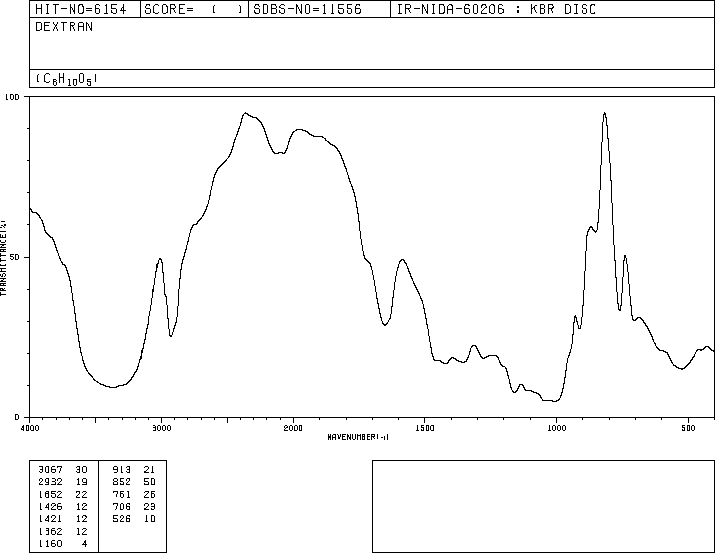 HIT-NO=6154 SCORE= ( ) SDBS-NO=11556 IR-NIDA-60206 : KBR DISC
DEXTRAN
(C6H10O5)
100
50
0
TRANSMITTANCE(%)
4000 3000 2000 1500 1000 500
WAVENUMBER(-1)
3067 30 913 21
2932 19 852 50
1652 22 761 26
1426 12 706 29
1421 12 526 10
1362 12
1160 4